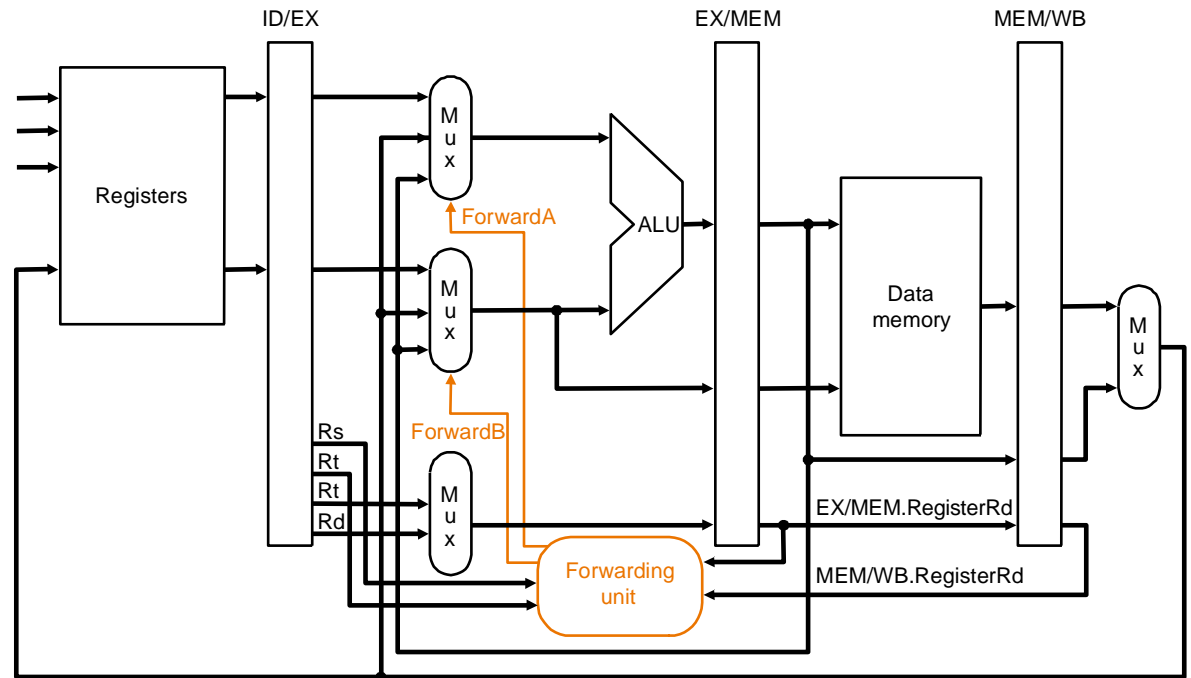 ID/EX
EX/MEM
MEM/WB
Registers
M
u
x
ForwardA
ALU
M
u
x
Data
memory
M
u
x
ForwardB
Rs
Rt
Rt
Rd
M
u
x
EX/MEM.RegisterRd
Forwarding
unit
MEM/WB.RegisterRd